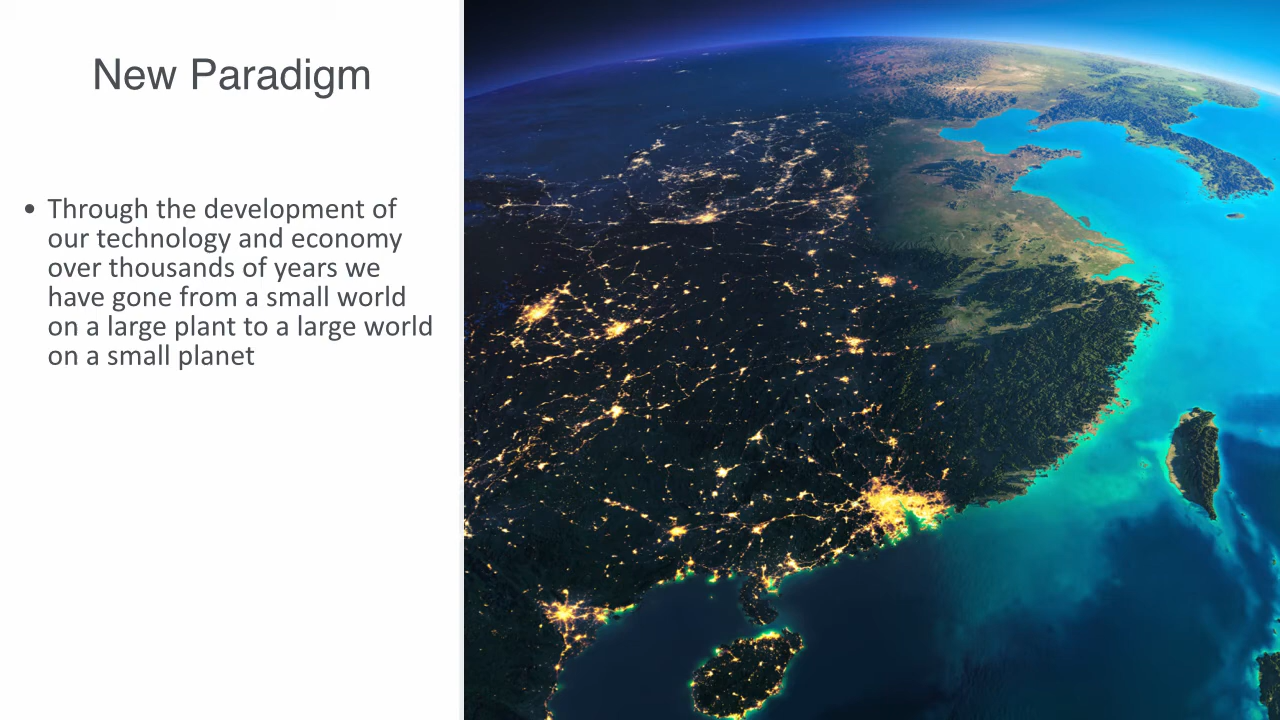 New Paradigm
• Through the development of
our technology and economy
over thousands of years we
have gone from a small world
on a large plant to a large world
on a small planet